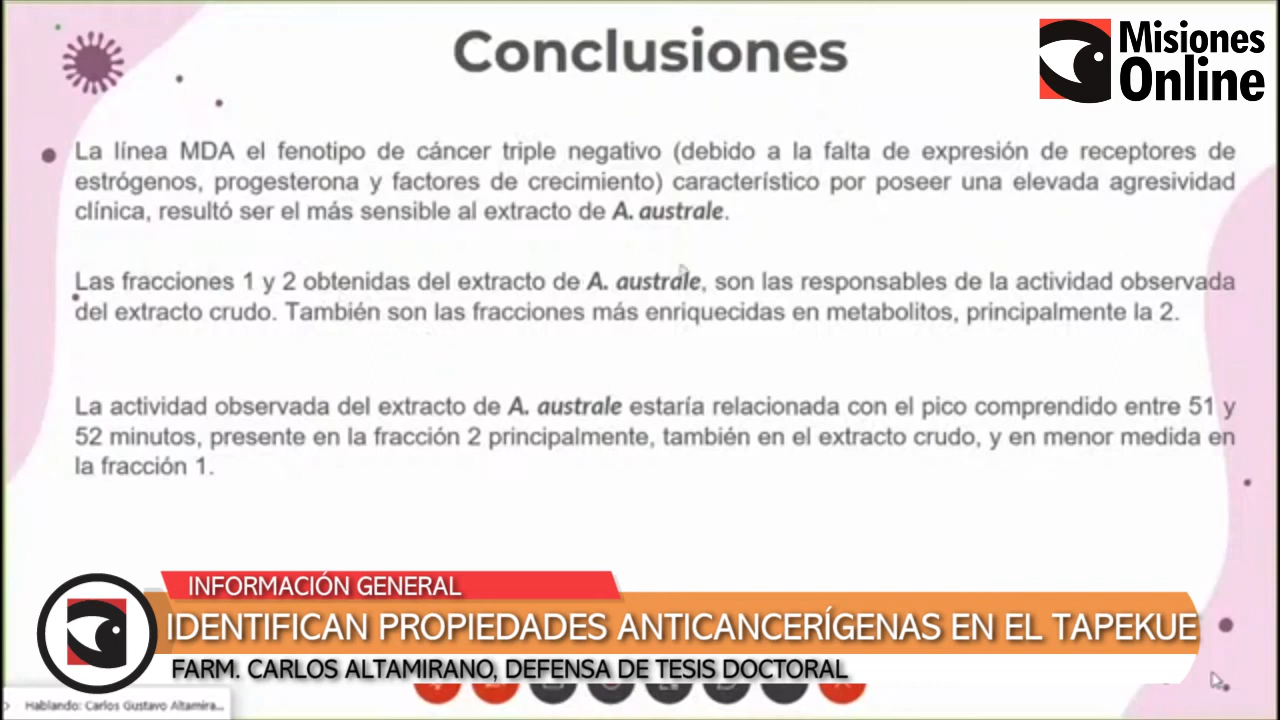 Conclusiones
Misiones
Online
La línea MDA el fenotipo de cáncer triple negativo (debido a la falta de expresión de receptores de
estrógenos, progesterona y factores de crecimiento) característico por poseer una elevada agresividad
clínica, resultó ser el más sensible al extracto de A. australe.
Las fracciones 1 y 2 obtenidas del extracto de A. australe, son las responsables de la actividad observada
del extracto crudo. También son las fracciones más enriquecidas en metabolitos, principalmente la 2.
La actividad observada del extracto de A. australe estaría relacionada con el pico comprendido entre 51 y
52 minutos, presente en la fracción 2 principalmente, también en el extracto crudo, y en menor medida en
la fracción 1.
INFORMACIÓN GENERAL
IDENTIFICAN PROPIEDADES ANTICANCERÍGENAS EN EL TAPEKUE
FARM. CARLOS ALTAMIRANO, DEFENSA DE TESIS DOCTORAL
Hablando: Carlos Gustavo Altamira...